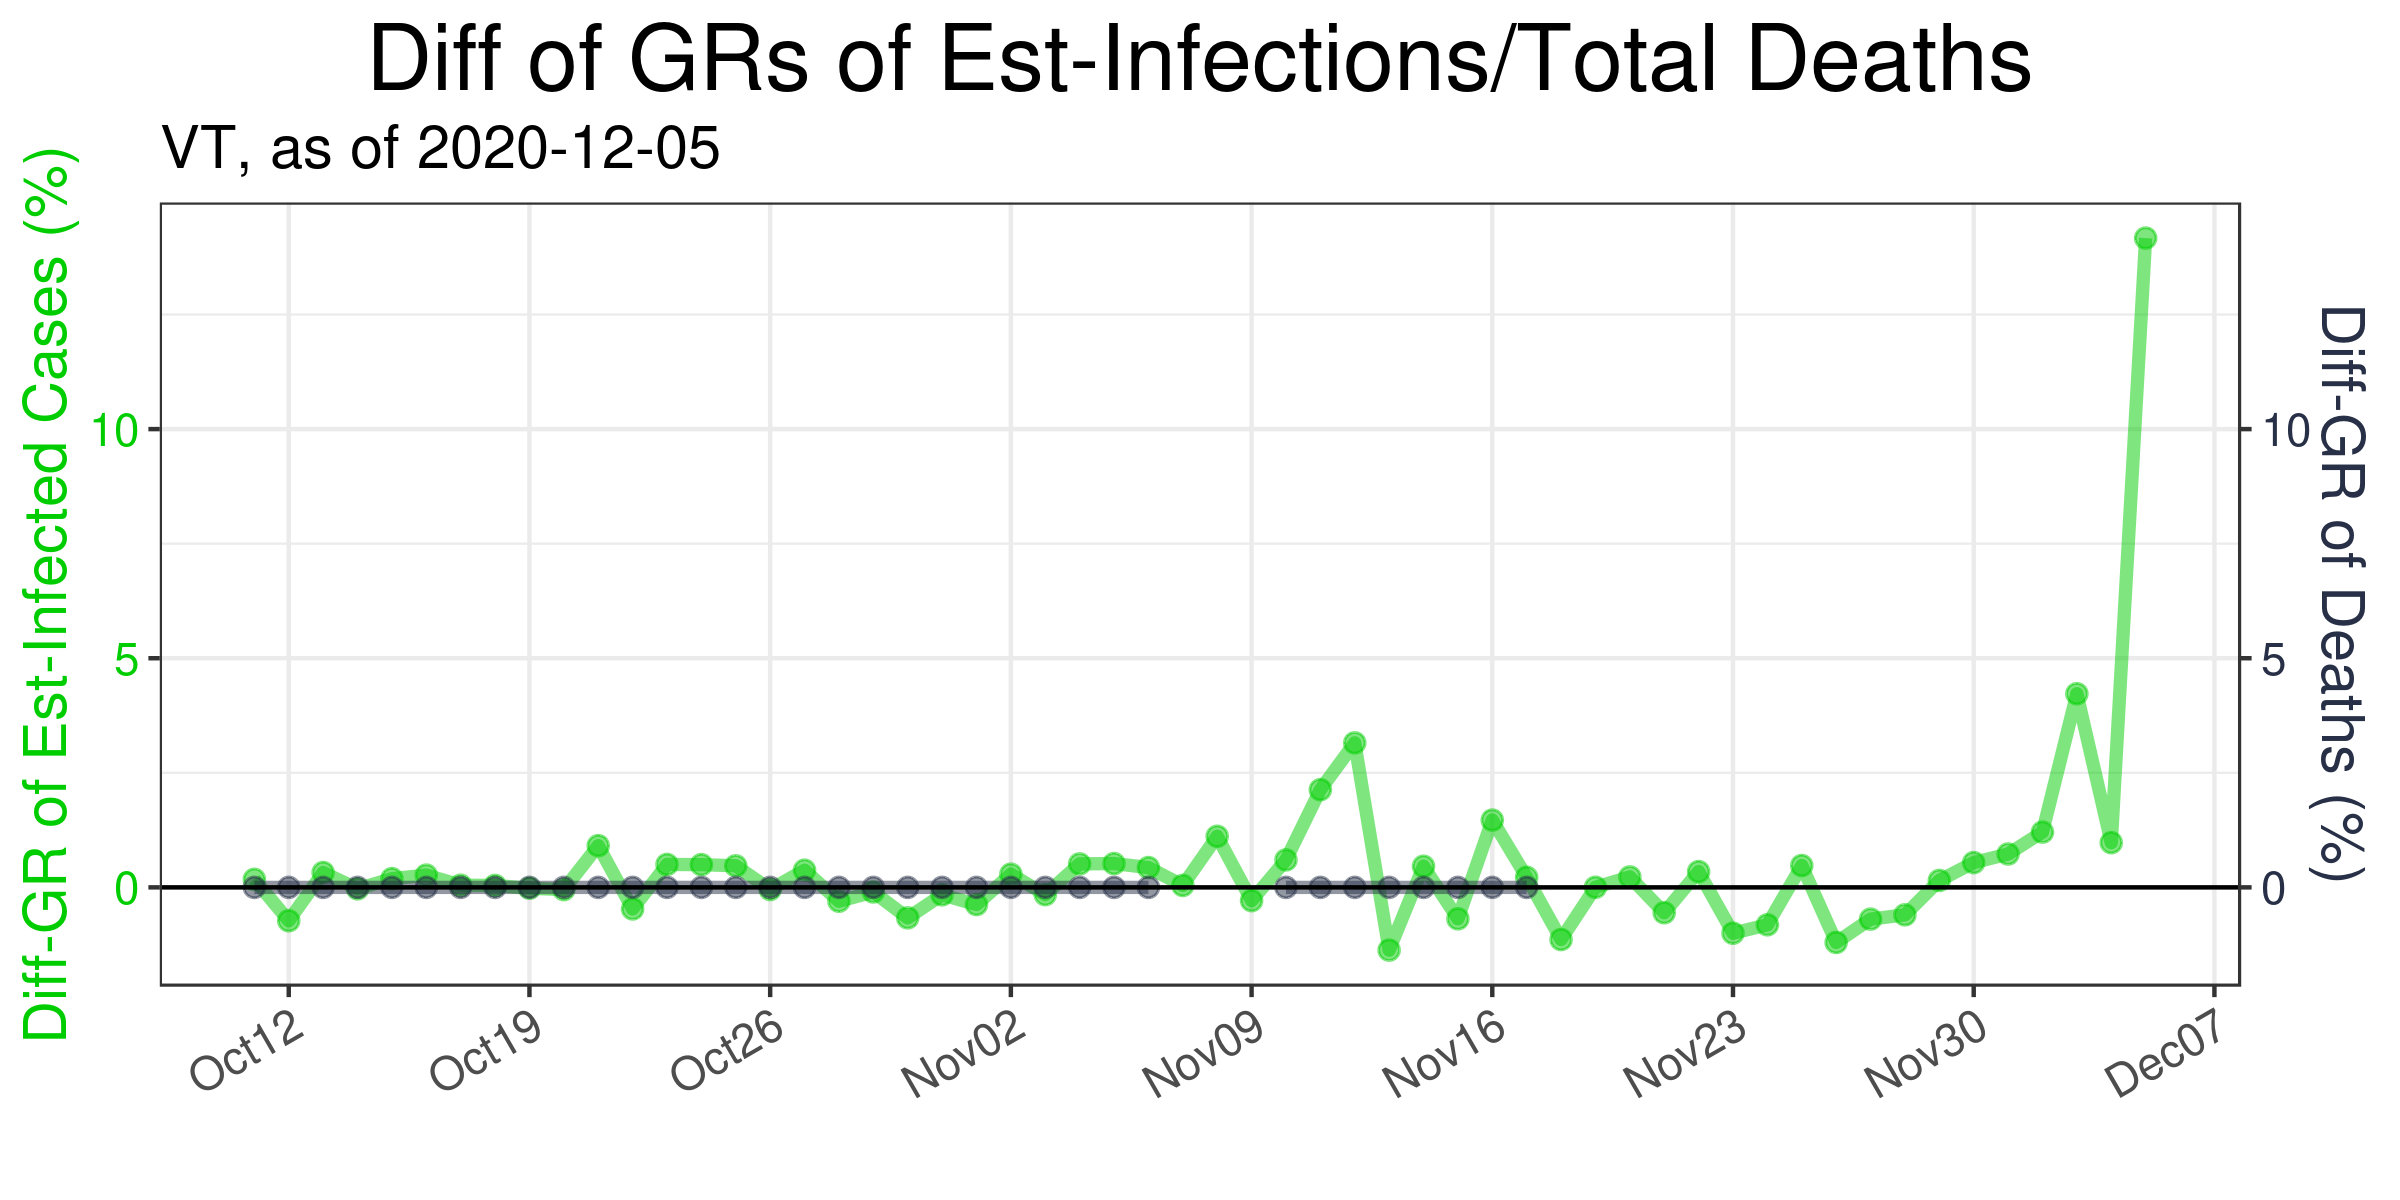 Diff of GRs of Est-Infections/Total Deaths
VT, as of 2020-12-05
Diff-GR of Est-Infected Cases (%)
10
5
0
10
5
0
Diff-GR of Deaths (%)
Oct12
Oct19
Oct26
Nov02
Nov09
Nov16
Nov23
Nov30
Dec07